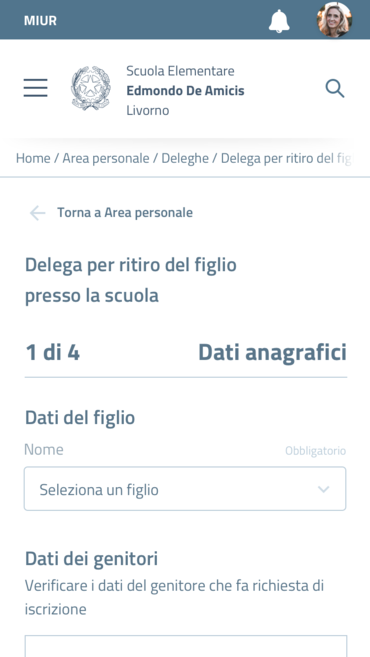 MIUR
Scuola Elementare
Edmondo De Amicis
Livorno
Home / Area personale / Deleghe / Delega per ritiro del fig
Torna a Area personale
Delega per ritiro del figlio
presso la scuola
1 di 4
Dati anagrafici
Dati del figlio
Nome
Obbligatorio
Seleziona un figlio
Dati dei genitori
Verificare i dati del genitore che fa richiesta di
iscrizione